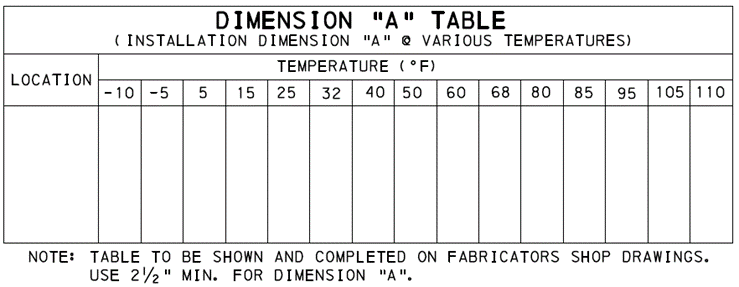 DIMENSION "A" TABLE
(INSTALLATION DIMENSION "A" @ VARIOUS TEMPERATURES)
TEMPERATURE (°F)
LOCATION
-10 -5 5 15 25 32 40 50 60 68 80 85 95 105 110
NOTE: TABLE TO BE SHOWN AND COMPLETED ON FABRICATORS SHOP DRAWINGS.
USE 2½" MIN. FOR DIMENSION "A".